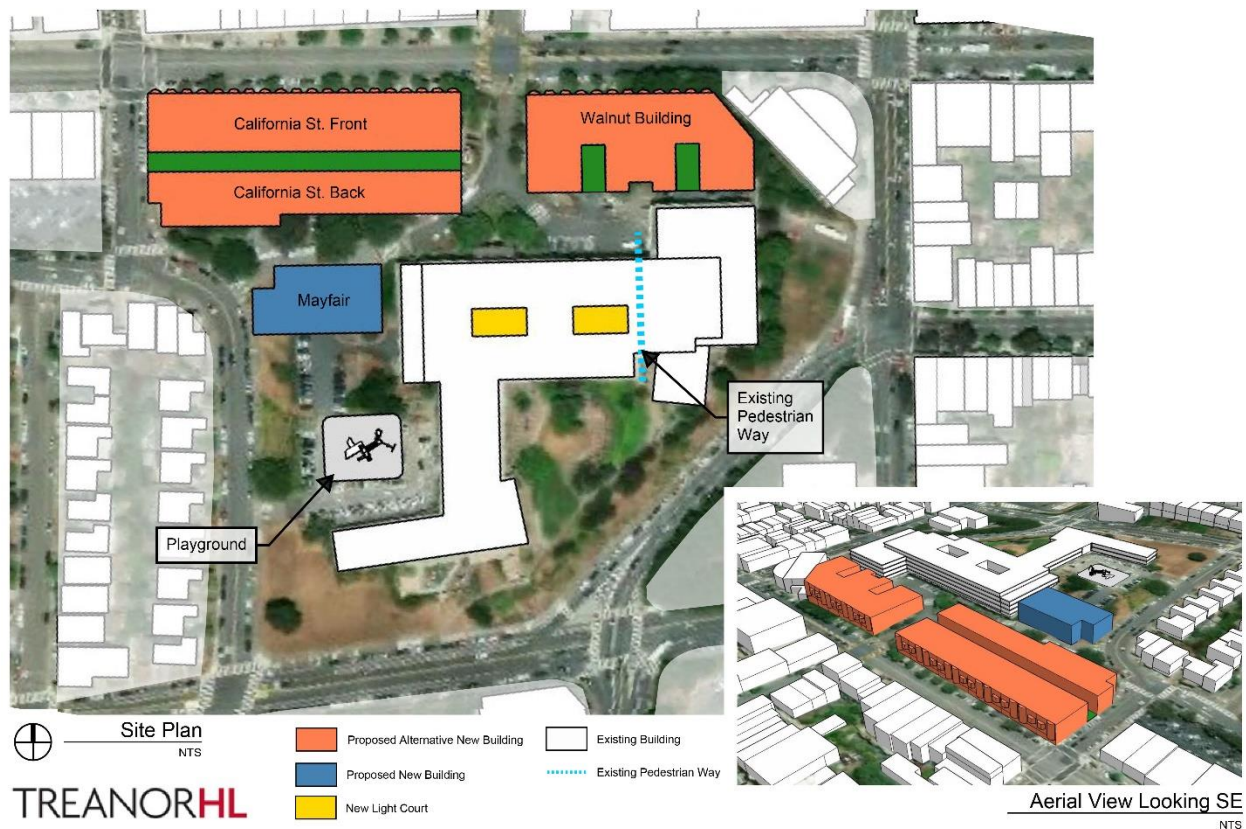 California St. Front
Walnut Building
California St. Back
Mayfair
Existing
Pedestrian
Way
Playground
Site Plan
NTS
Proposed Alternative New Building
Existing Building
Proposed New Building
Existing Pedestrian Way
New Light Court
TREANORHL
Aerial View Looking SE
NTS